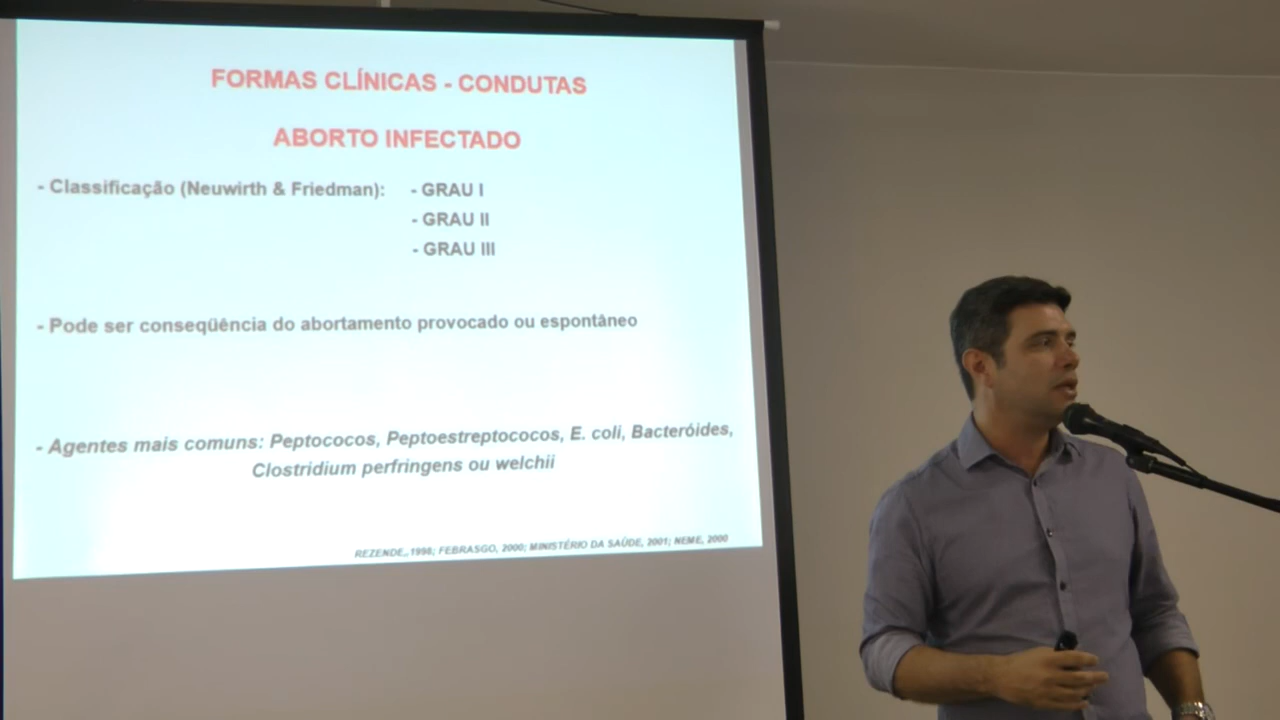 FORMAS CLÍNICAS - CONDUTAS
ABORTO INFECTADO
- Classificação (Neuwirth & Friedman): - GRAU I
- GRAU II
- GRAU III
- Pode ser conseqüência do abortamento provocado ou espontâneo
- Agentes mais comuns: Peptococos, Peptoestreptococos, E. coli, Bacteróides,
Clostridium perfringens ou welchii
REZENDE,, 1998; FEBRASGO, 2000; MINISTÉRIO DA SAÚDE, 2001; NEME, 2000